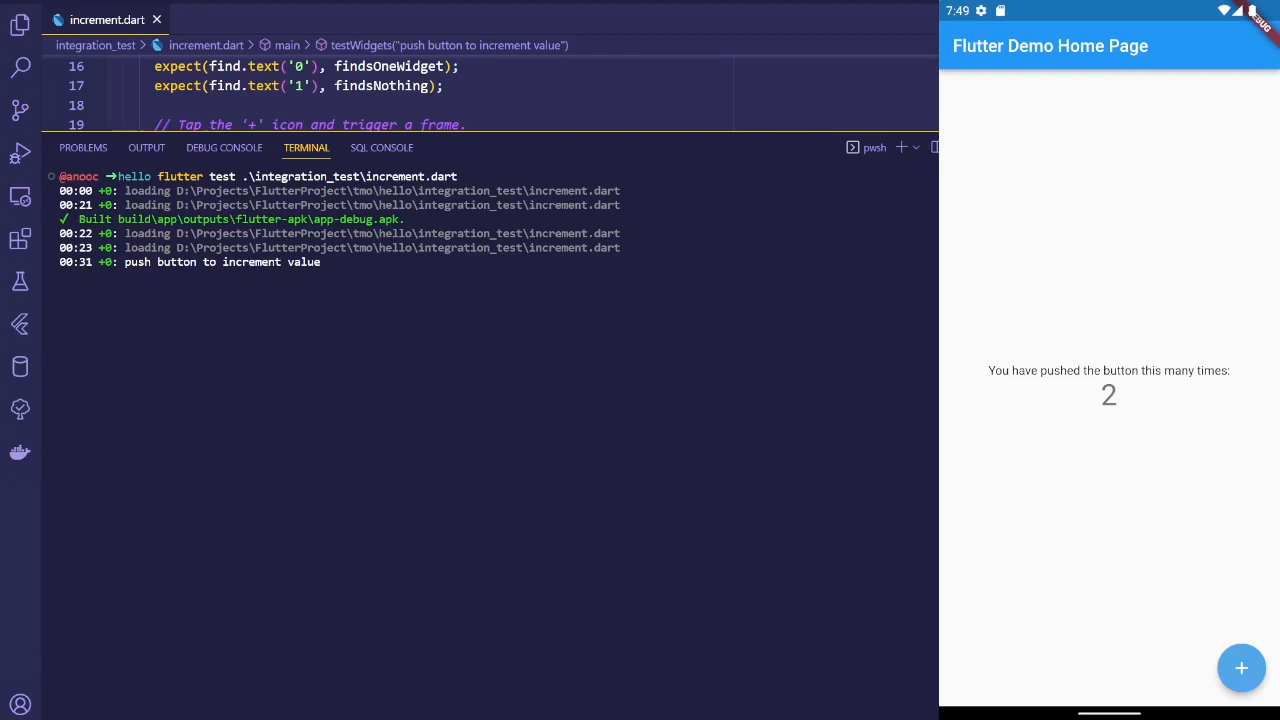 increment.dart
integration_test > increment.dart > main > testWidgets("push button to increment value")
16 expect(find.text('0'), findsOneWidget);
17 expect(find.text('1'), findsNothing);
18
19 // Tap the '+' icon and trigger a frame.
PROBLEMS OUTPUT DEBUG CONSOLE TERMINAL SQL CONSOLE pwsh
@anooc ➜hello flutter test .\integration_test\increment.dart
00:00 +0: loading D:\Projects\FlutterProject\tmo\hello\integration_test\increment.dart
00:21 +0: loading D:\Projects\FlutterProject\tmo\hello\integration_test\increment.dart
✓ Built build\app\outputs\flutter-apk\app-debug.apk.
00:22 +0: loading D:\Projects\FlutterProject\tmo\hello\integration_test\increment.dart
00:23 +0: loading D:\Projects\FlutterProject\tmo\hello\integration_test\increment.dart
00:31 +0: push button to increment value
7:49
DEBUG
Flutter Demo Home Page
You have pushed the button this many times:
2
+